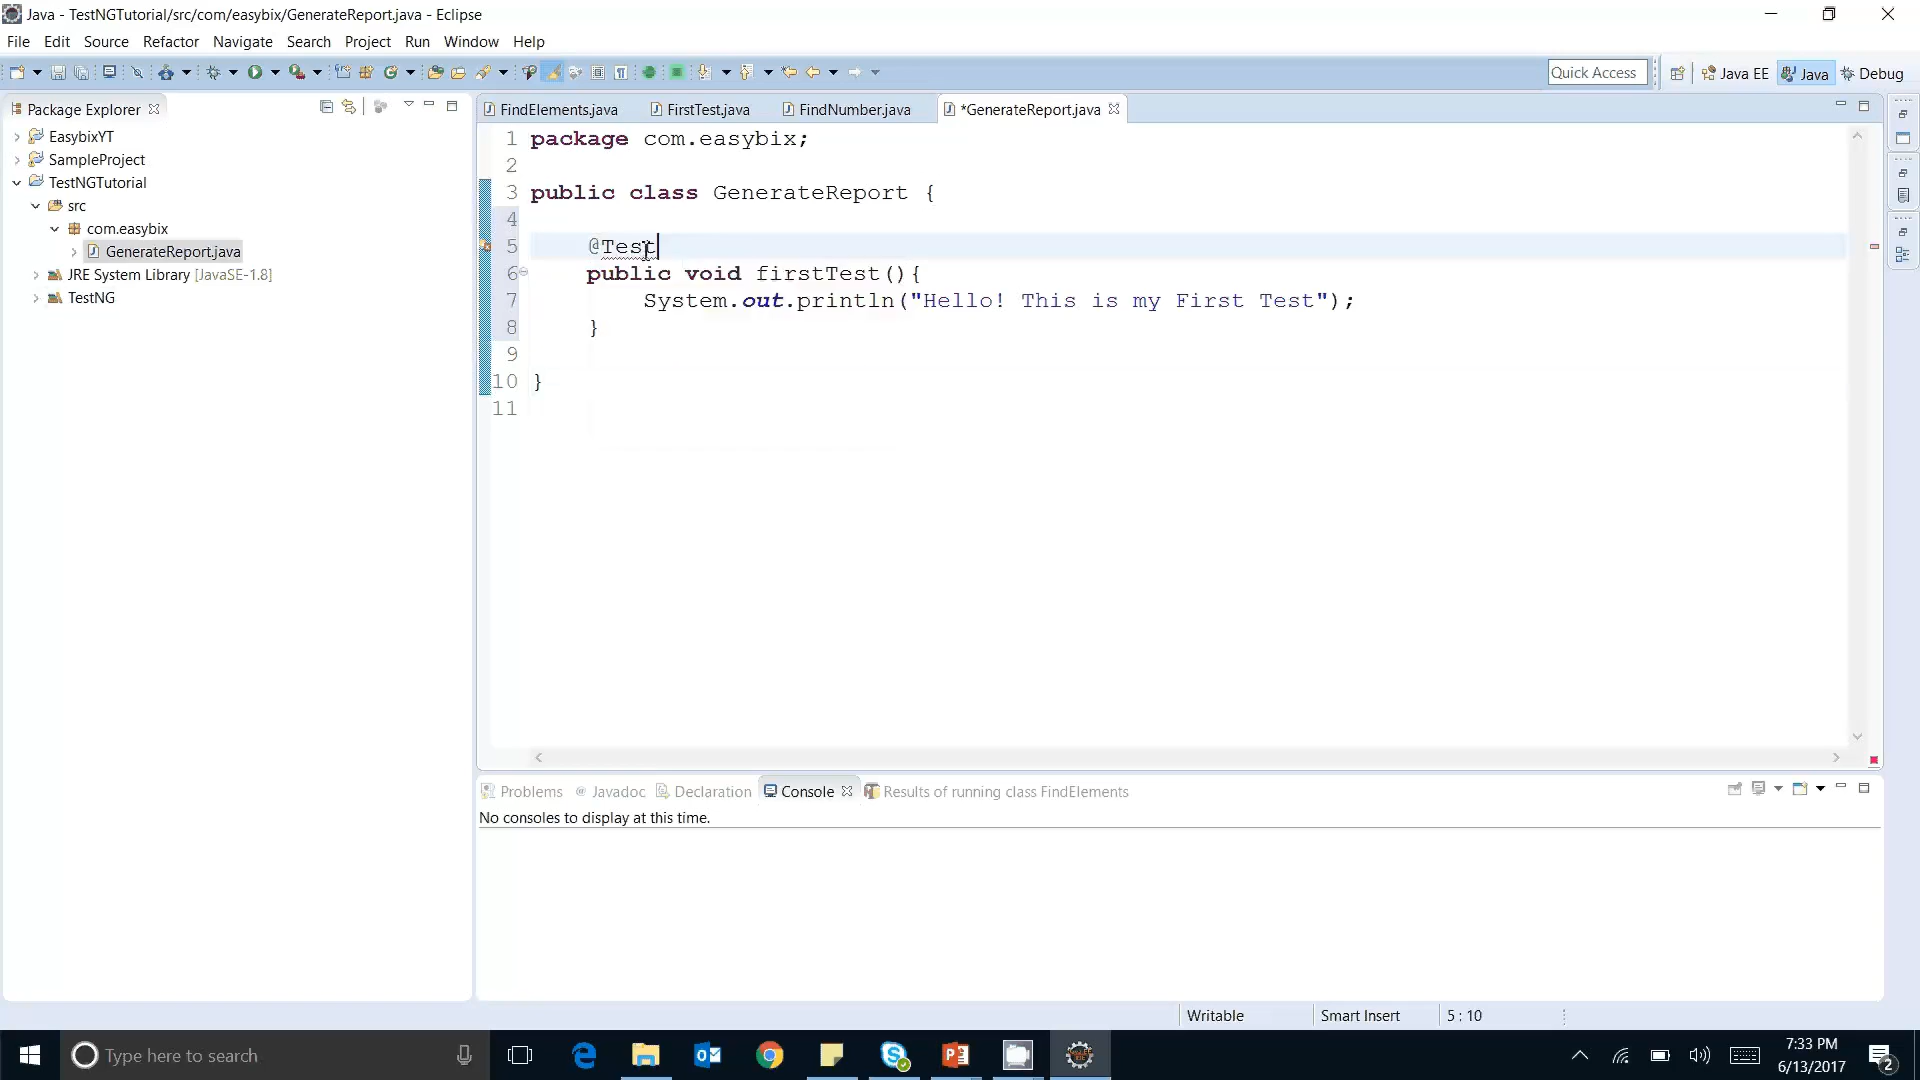 Java - TestNGTutorial/src/com/easybix/GenerateReport.java - Eclipse
File Edit Source Refactor Navigate Search Project Run Window Help
Quick Access Java EE Java Debug
Package Explorer
EasybixYT
SampleProject
TestNGTutorial
src
com.easybix
GenerateReport.java
JRE System Library [JavaSE-1.8]
TestNG
FindElements.java FirstTest.java FindNumber.java *GenerateReport.java
1 package com.easybix;
2
3 public class GenerateReport {
4
5 @Test
6 public void firstTest(){
7 System.out.println("Hello! This is my First Test");
8 }
9
10 }
11
Problems @ Javadoc Declaration Console Results of running class FindElements
No consoles to display at this time.
Writable Smart Insert 5 : 10
Type here to search
7:33 PM
6/13/2017
2